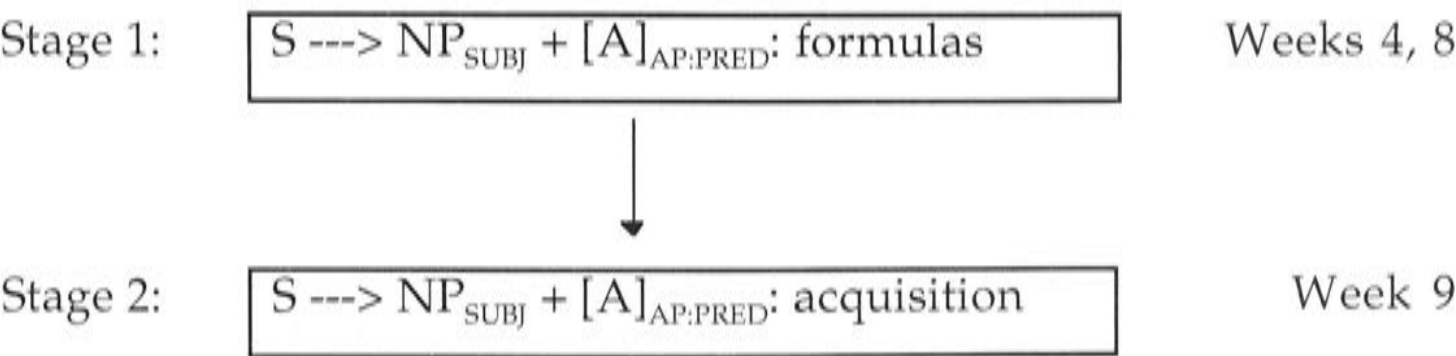 Stage 1: S ---> NP_SUBJ + [A]_AP:PRED: formulas Weeks 4, 8
Stage 2: S ---> NP_SUBJ + [A]_AP:PRED: acquisition Week 9